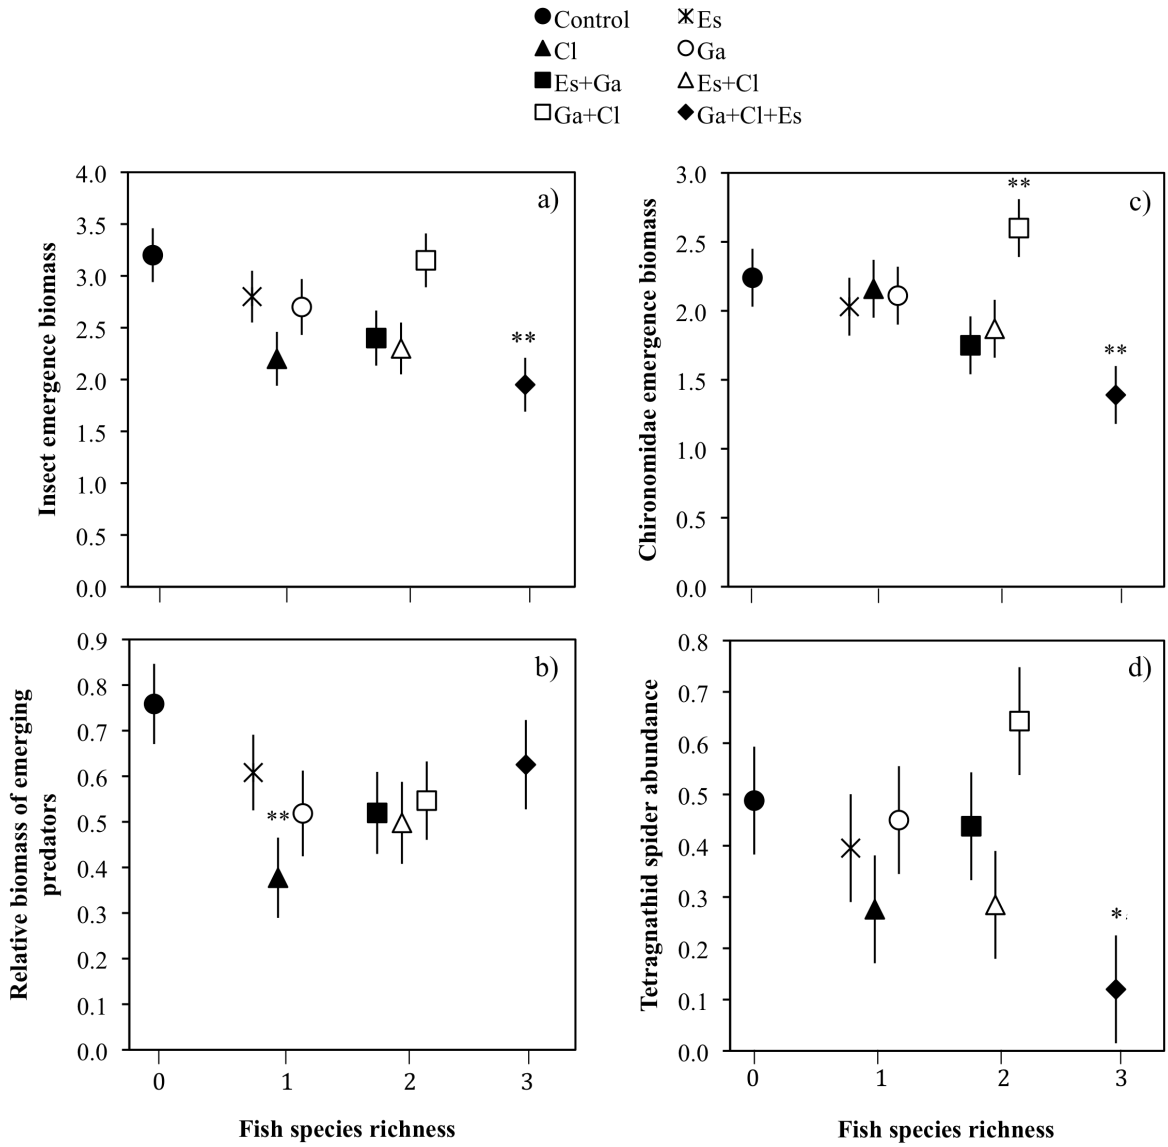 Control
Es
Cl
Ga
Es+Ga
Es+Cl
Ga+Cl
Ga+Cl+Es
a)
4.0
3.5
3.0
2.5
2.0
1.5
1.0
0.5
0.0
Insect emergence biomass
**
c)
3.0
2.5
2.0
1.5
1.0
0.5
0.0
Chironomidae emergence biomass
**
**
b)
0.9
0.8
0.7
0.6
0.5
0.4
0.3
0.2
0.1
0.0
Relative biomass of emerging
predators
**
0 1 2 3
Fish species richness
d)
0.8
0.7
0.6
0.5
0.4
0.3
0.2
0.1
0.0
Tetragnathid spider abundance
*
0 1 2 3
Fish species richness